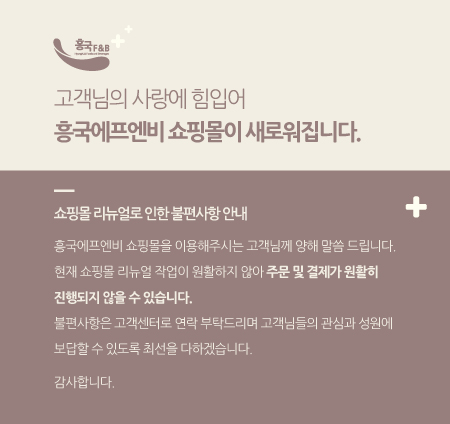 흥국F&B
고객님의 사랑에 힘입어
흥국에프엔비 쇼핑몰이 새로워집니다.
쇼핑몰 리뉴얼로 인한 불편사항 안내
흥국에프엔비 쇼핑몰을 이용해주시는 고객님께 양해 말씀 드립니다.
현재 쇼핑몰 리뉴얼 작업이 원활하지 않아 주문 및 결제가 원활히
진행되지 않을 수 있습니다.
불편사항은 고객센터로 연락 부탁드리며 고객님들의 관심과 성원에
보답할 수 있도록 최선을 다하겠습니다.
감사합니다.